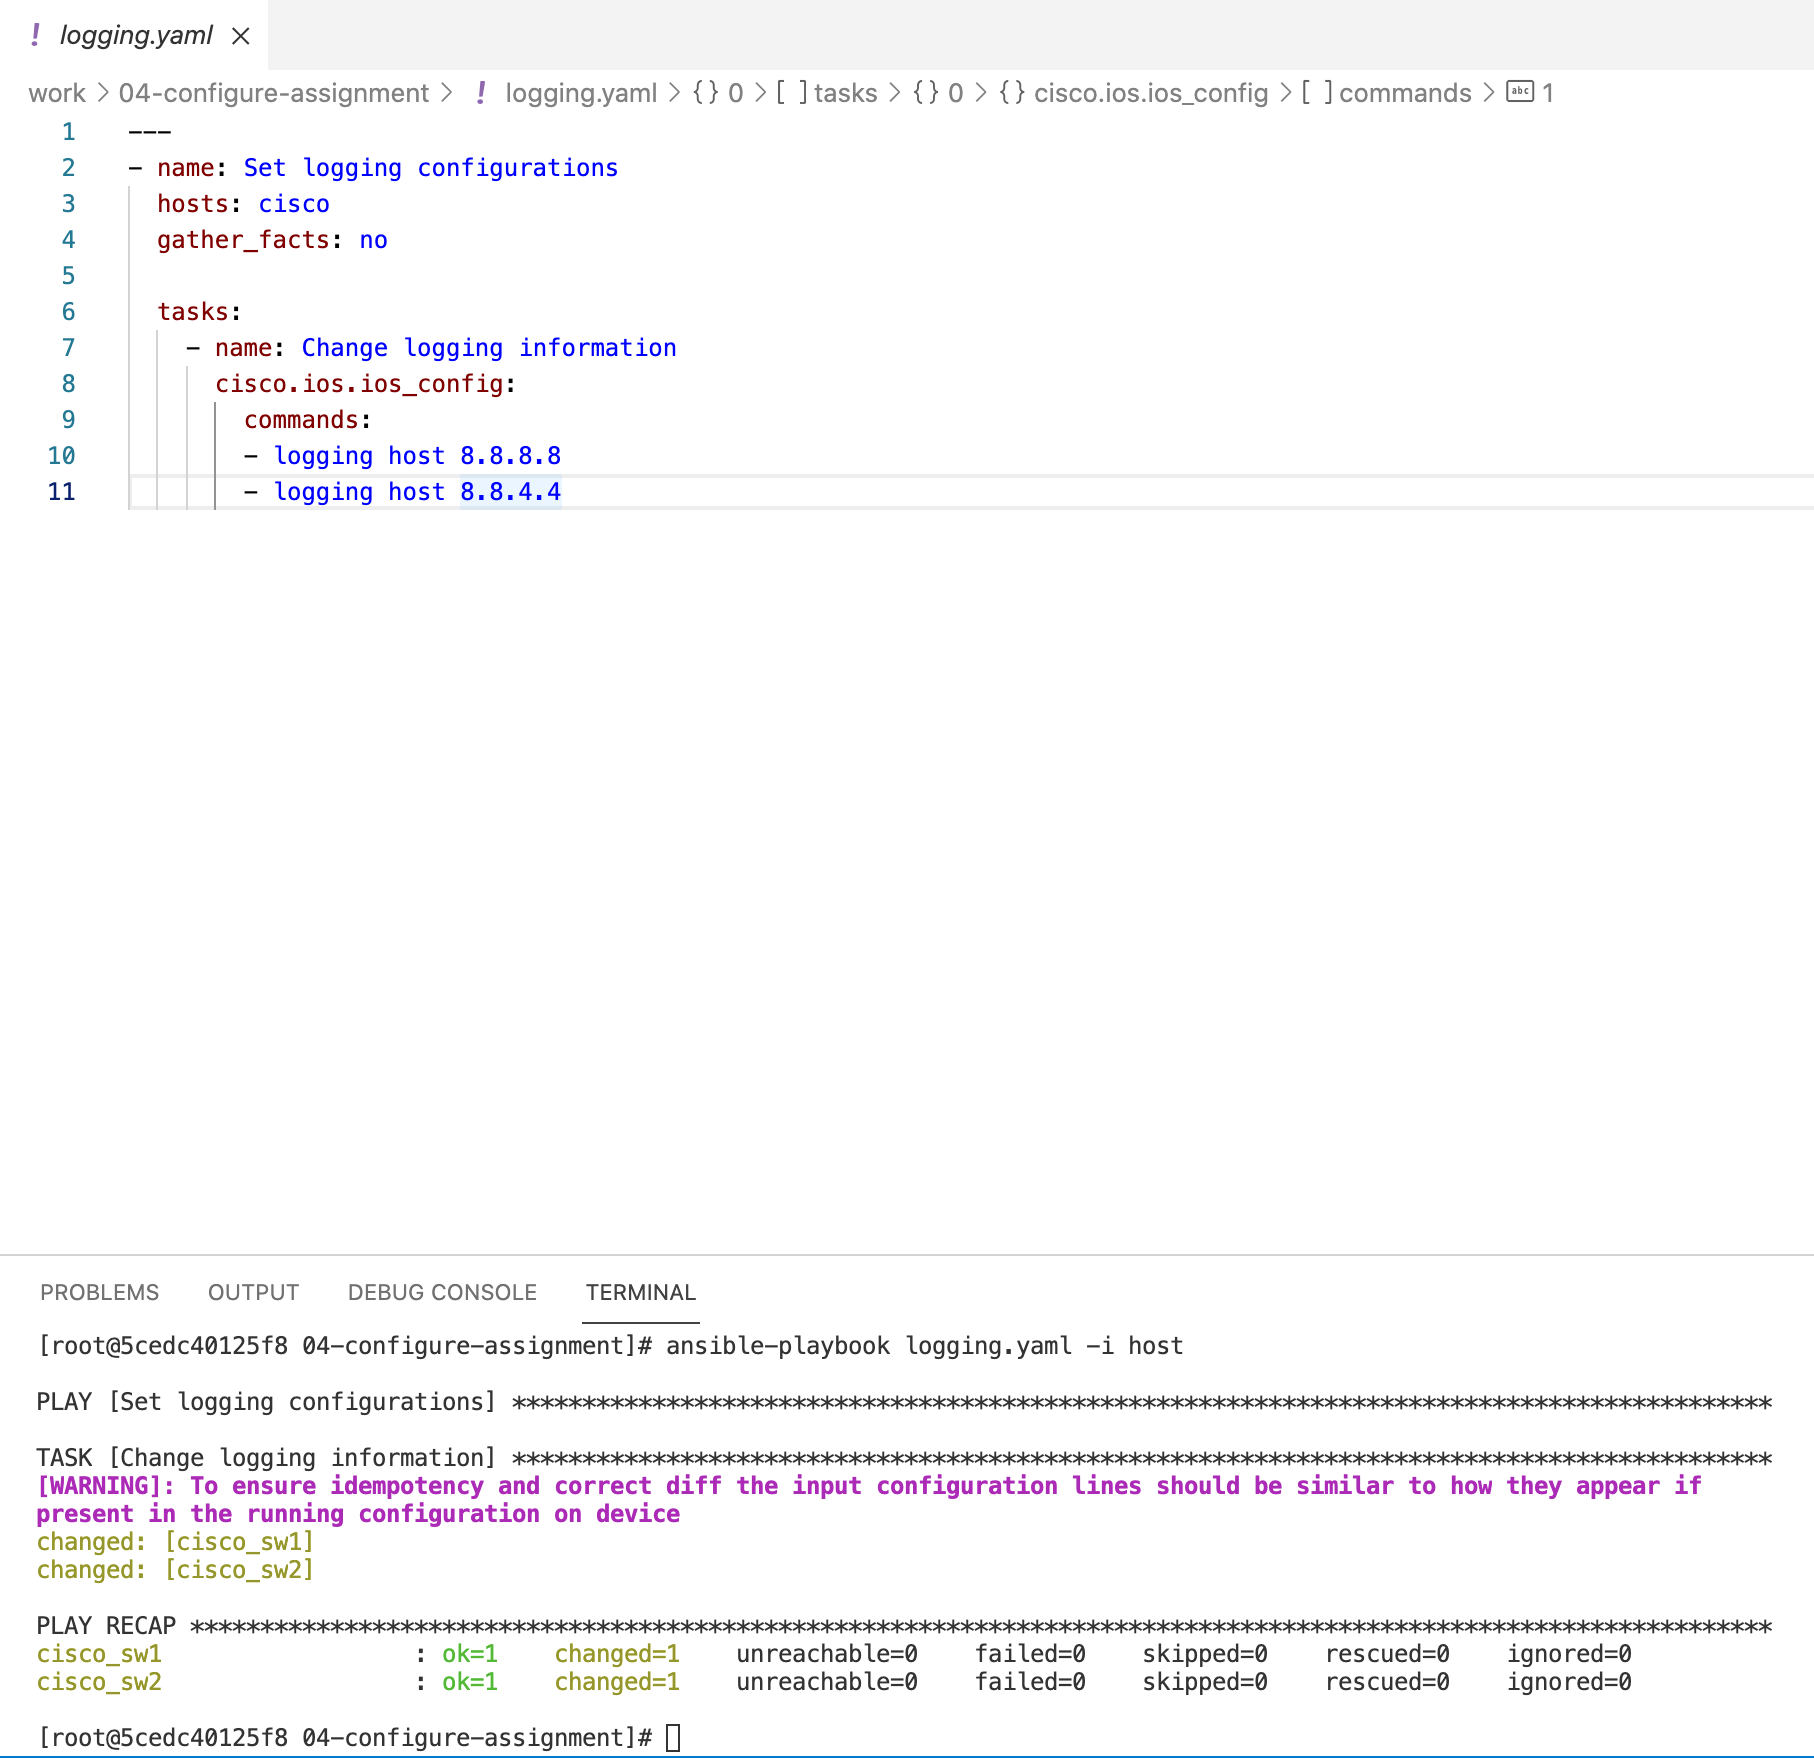 ! logging.yaml ×
work > 04-configure-assignment > ! logging.yaml > {} 0 > [ ] tasks > {} 0 > {} cisco.ios.ios_config > [ ] commands > abc 1
1 ---
2 - name: Set logging configurations
3   hosts: cisco
4   gather_facts: no
5
6   tasks:
7     - name: Change logging information
8       cisco.ios.ios_config:
9         commands:
10         - logging host 8.8.8.8
11         - logging host 8.8.4.4
PROBLEMS OUTPUT DEBUG CONSOLE TERMINAL
[root@5cedc40125f8 04-configure-assignment]# ansible-playbook logging.yaml -i host
PLAY [Set logging configurations] ******************************************************************************************
TASK [Change logging information] ******************************************************************************************
[WARNING]: To ensure idempotency and correct diff the input configuration lines should be similar to how they appear if
present in the running configuration on device
changed: [cisco_sw1]
changed: [cisco_sw2]
PLAY RECAP *****************************************************************************************************************
cisco_sw1                  : ok=1    changed=1    unreachable=0    failed=0    skipped=0    rescued=0    ignored=0
cisco_sw2                  : ok=1    changed=1    unreachable=0    failed=0    skipped=0    rescued=0    ignored=0
[root@5cedc40125f8 04-configure-assignment]#